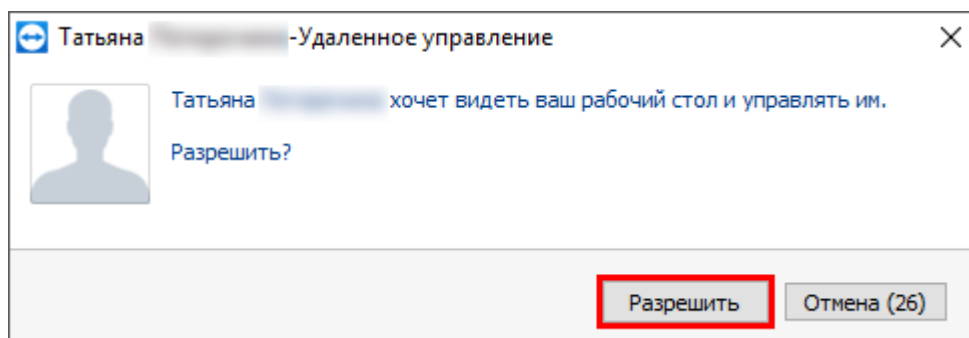 Татьяна -Удаленное управление
Татьяна хочет видеть ваш рабочий стол и управлять им.
Разрешить?
Разрешить
Отмена (26)